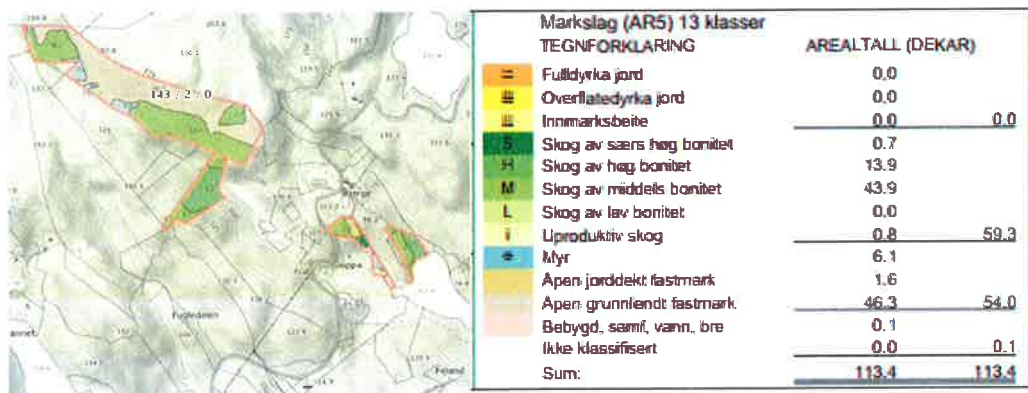 143 / 2 / 0
Fugledalen
Markslag (AR5) 13 klasser
TEGNFORKLARING AREALTALL (DEKAR)
Fulldyrka jord 0.0
Overflatedyrka jord 0.0
Innmarksbeite 0.0 0.0
S Skog av særs høg bonitet 0.7
H Skog av høg bonitet 13.9
M Skog av middels bonitet 43.9
L Skog av lav bonitet 0.0
i Uproduktiv skog 0.8 59.3
Myr 6.1
Åpen jorddekt fastmark 1.6
Åpen grunnlendt fastmark 46.3 54.0
Bebygd, samf, vann, bre 0.1
Ikke klassifisert 0.0 0.1
Sum: 113.4 113.4